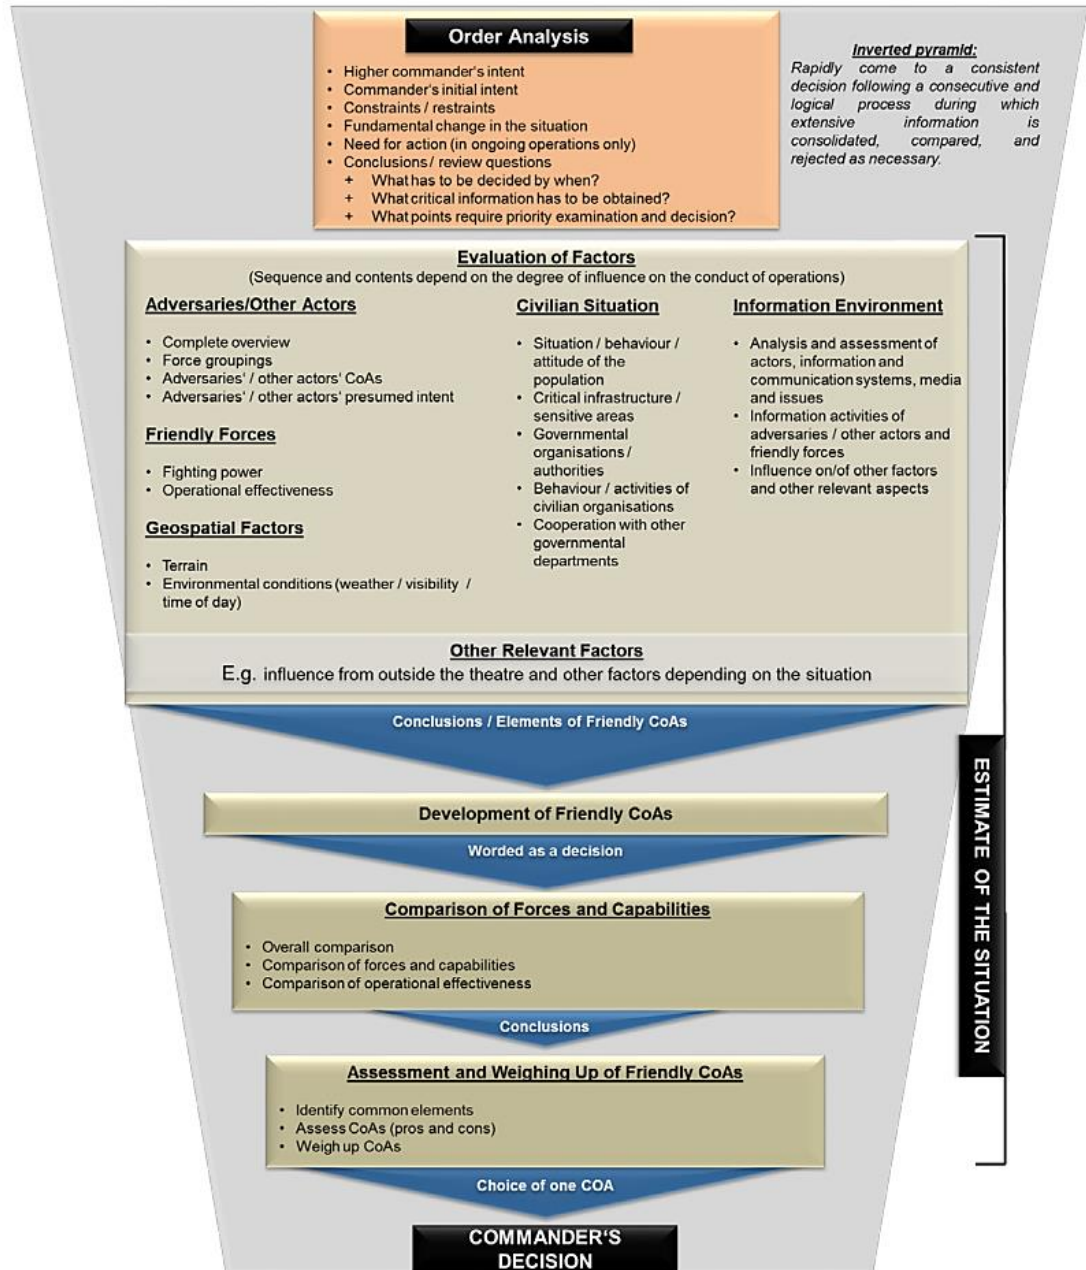 Order Analysis
• Higher commander's intent
• Commander's initial intent
• Constraints / restraints
• Fundamental change in the situation
• Need for action (in ongoing operations only)
• Conclusions / review questions
+ What has to be decided by when?
+ What critical information has to be obtained?
+ What points require priority examination and decision?
Inverted pyramid:
Rapidly come to a consistent
decision following a consecutive and
logical process during which
extensive information is
consolidated, compared, and
rejected as necessary.
Evaluation of Factors
(Sequence and contents depend on the degree of influence on the conduct of operations)
Adversaries/Other Actors
• Complete overview
• Force groupings
• Adversaries' / other actors' CoAs
• Adversaries' / other actors' presumed intent
Friendly Forces
• Fighting power
• Operational effectiveness
Geospatial Factors
• Terrain
• Environmental conditions (weather / visibility /
time of day)
Civilian Situation
• Situation / behaviour /
attitude of the
population
• Critical infrastructure /
sensitive areas
• Governmental
organisations /
authorities
• Behaviour / activities of
civilian organisations
• Cooperation with other
governmental
departments
Information Environment
• Analysis and assessment of
actors, information and
communication systems, media
and issues
• Information activities of
adversaries / other actors and
friendly forces
• Influence on/of other factors
and other relevant aspects
Other Relevant Factors
E.g. influence from outside the theatre and other factors depending on the situation
Conclusions / Elements of Friendly CoAs
Development of Friendly CoAs
Worded as a decision
Comparison of Forces and Capabilities
• Overall comparison
• Comparison of forces and capabilities
• Comparison of operational effectiveness
Conclusions
Assessment and Weighing Up of Friendly CoAs
• Identify common elements
• Assess CoAs (pros and cons)
• Weigh up CoAs
Choice of one COA
COMMANDER'S
DECISION
ESTIMATE OF THE SITUATION